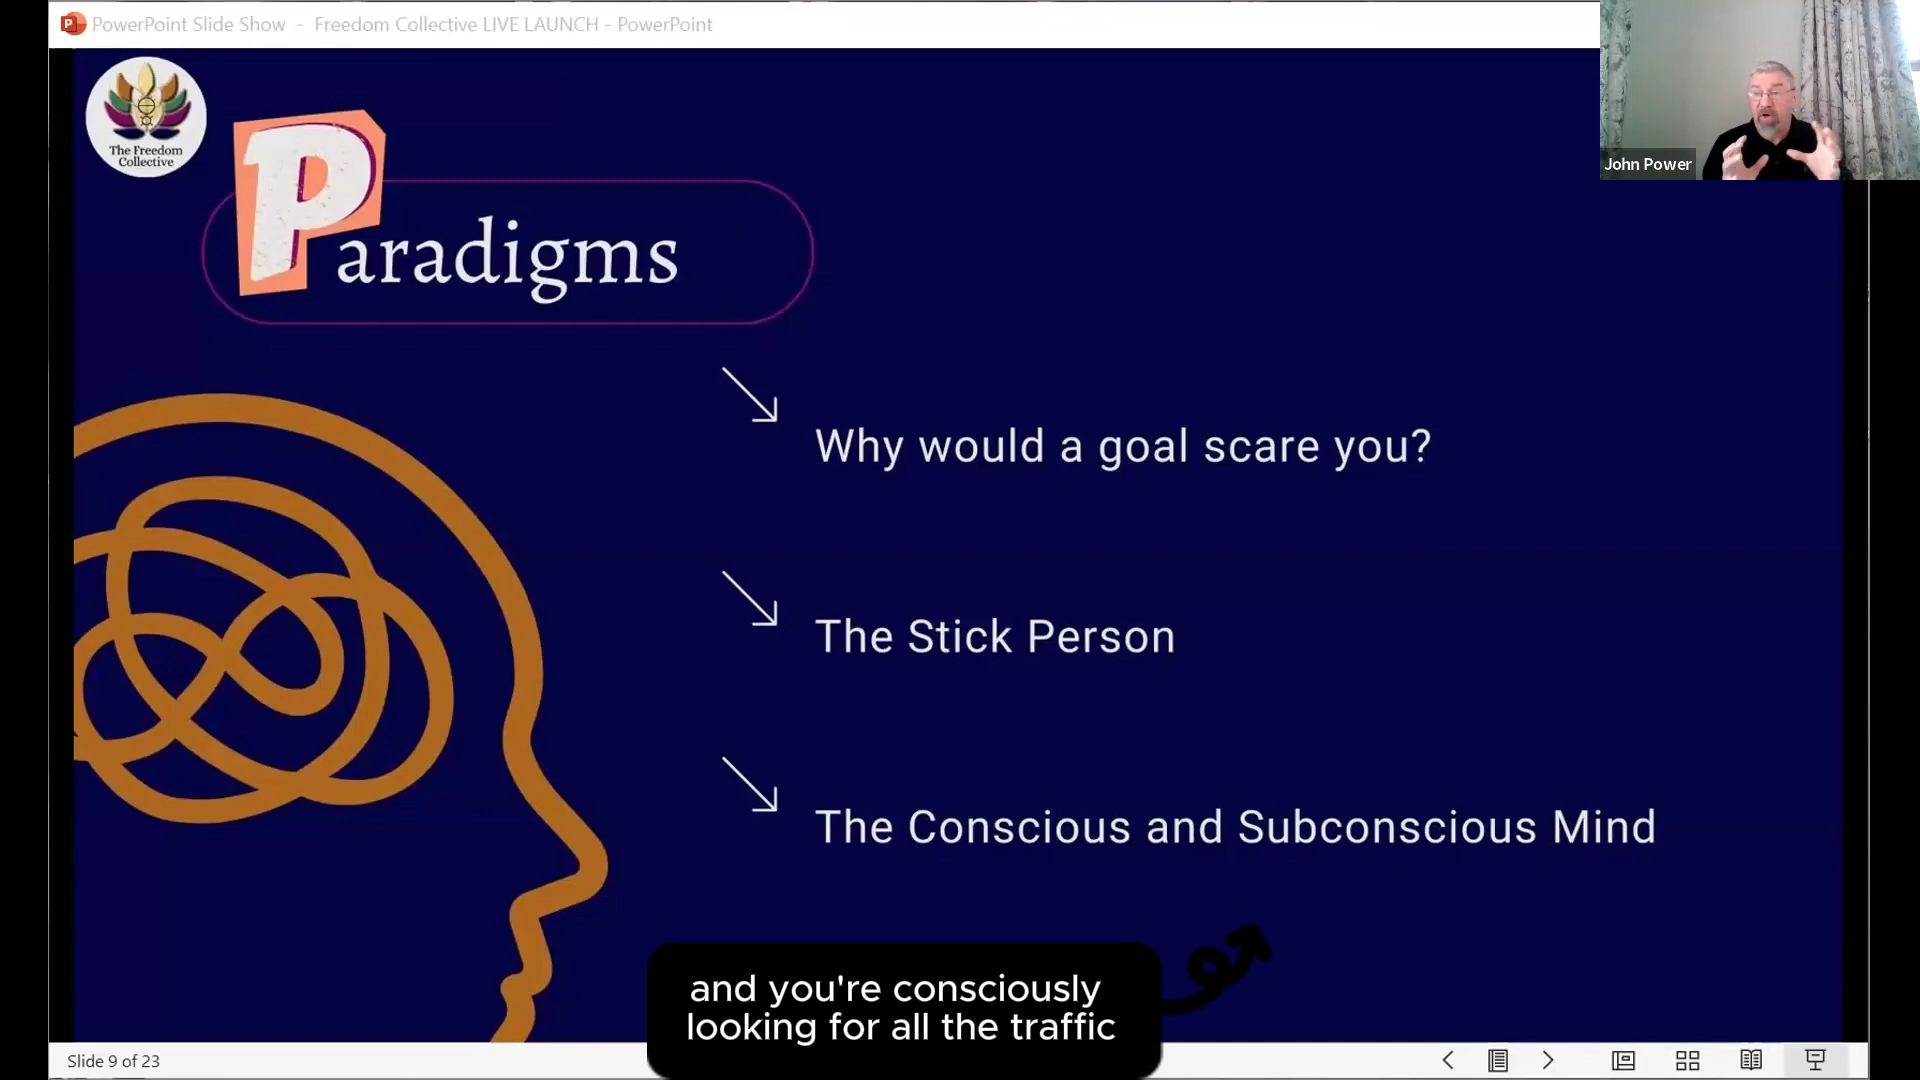 PowerPoint Slide Show - Freedom Collective LIVE LAUNCH - PowerPoint
The Freedom
Collective
Paradigms
John Power
Why would a goal scare you?
The Stick Person
The Conscious and Subconscious Mind
and you're consciously
looking for all the traffic
Slide 9 of 23